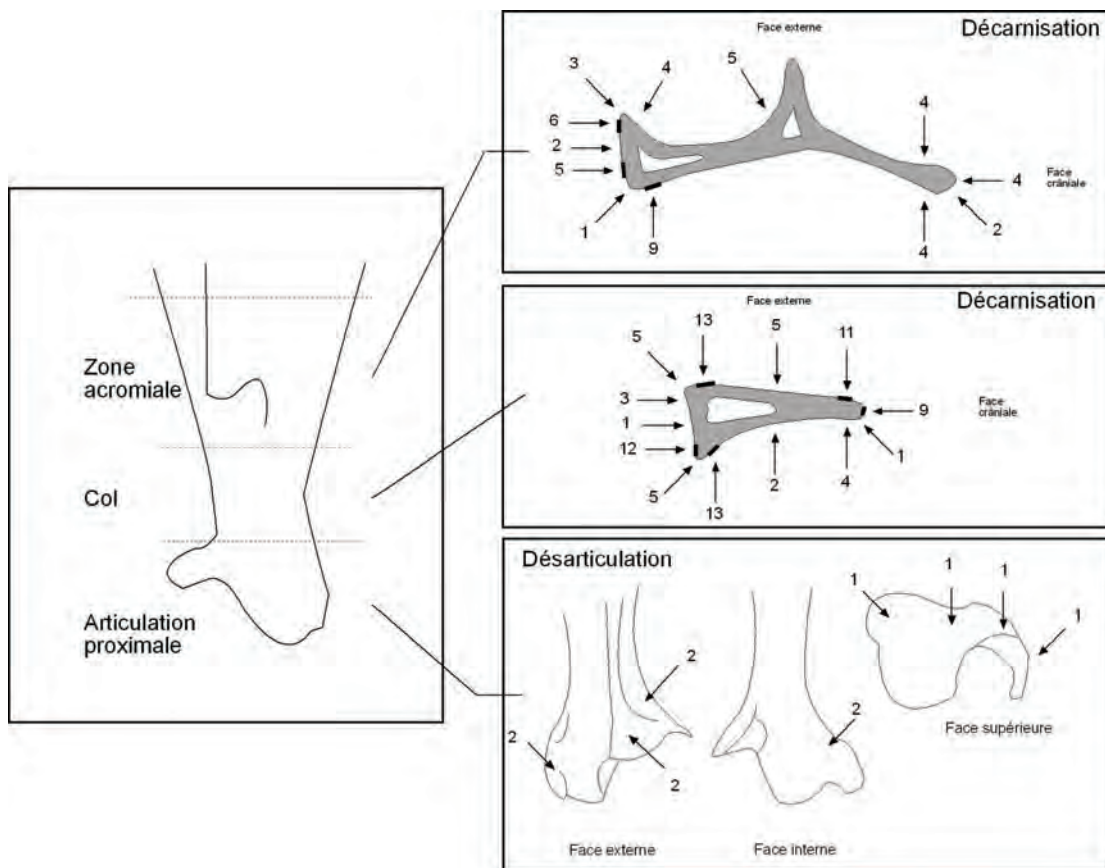 Zone
acromiale
Col
Articulation
proximale
Face externe
Décarnisation
3
4
5
4
6
2
5
4
Face
crâniale
1
9
4
2
Face externe
Décarnisation
5
13
5
11
3
1
12
9
Face
crâniale
5
13
2
4
1
Désarticulation
1
1
1
1
2
2
2
2
Face supérieure
Face externe
Face interne